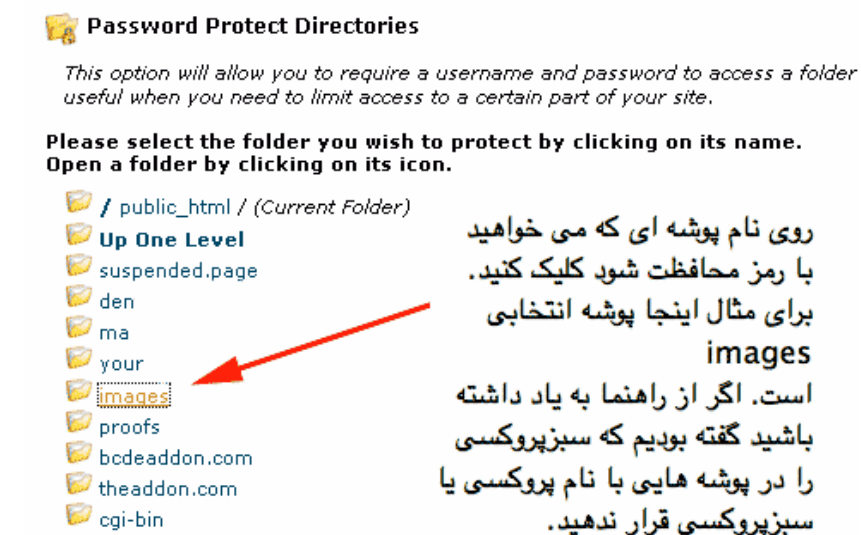 Password Protect Directories
This option will allow you to require a username and password to access a folder
useful when you need to limit access to a certain part of your site.
Please select the folder you wish to protect by clicking on its name.
Open a folder by clicking on its icon.
/ public_html / (Current Folder)
Up One Level
suspended.page
den
ma
your
images
proofs
bcdeaddon.com
theaddon.com
cgi-bin
روی نام پوشه ای که می خواهید
با رمز محافظت شود کلیک کنید.
برای مثال اینجا پوشه انتخابی
images
است. اگر از راهنما به یاد داشته
باشید گفته بودیم که سبزپروکسی
را در پوشه هایی با نام پروکسی یا
سبزپروکسی قرار ندهید.